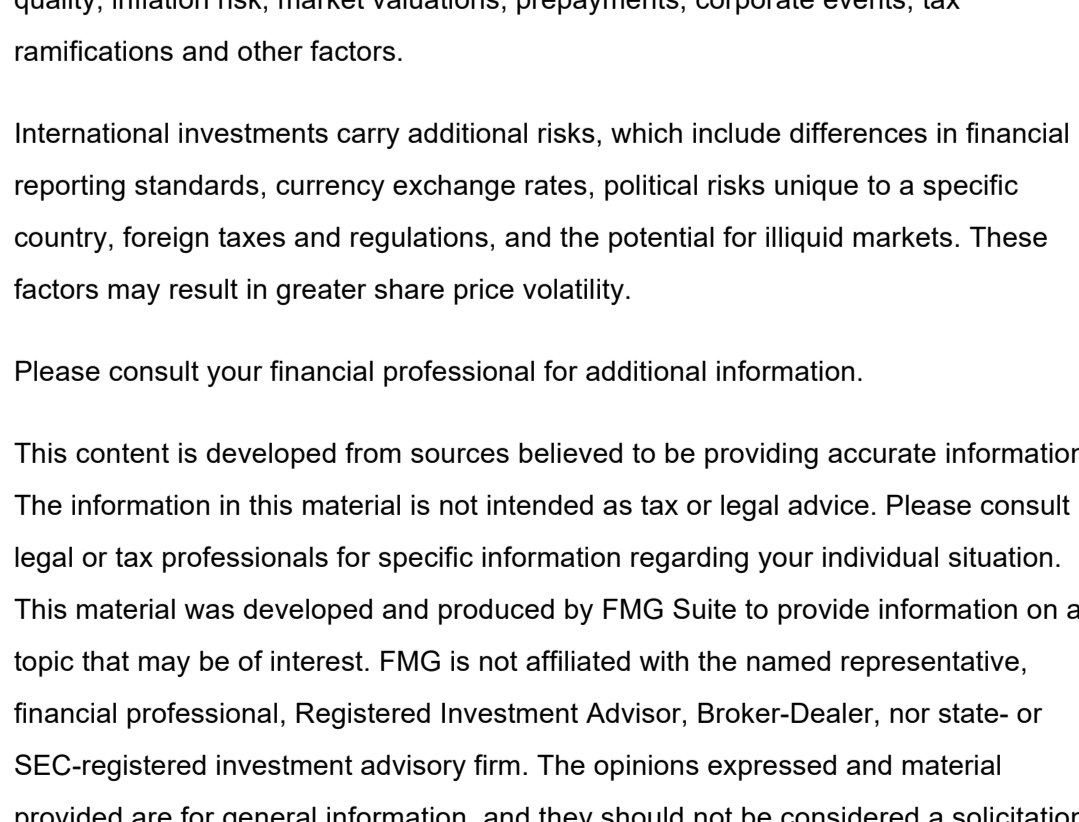 quality, inflation risk, market valuations, prepayments, corporate events, tax
ramifications and other factors.
International investments carry additional risks, which include differences in financial
reporting standards, currency exchange rates, political risks unique to a specific
country, foreign taxes and regulations, and the potential for illiquid markets. These
factors may result in greater share price volatility.
Please consult your financial professional for additional information.
This content is developed from sources believed to be providing accurate information
The information in this material is not intended as tax or legal advice. Please consult
legal or tax professionals for specific information regarding your individual situation.
This material was developed and produced by FMG Suite to provide information on a
topic that may be of interest. FMG is not affiliated with the named representative,
financial professional, Registered Investment Advisor, Broker-Dealer, nor state- or
SEC-registered investment advisory firm. The opinions expressed and material
provided are for general information, and they should not be considered a solicitation